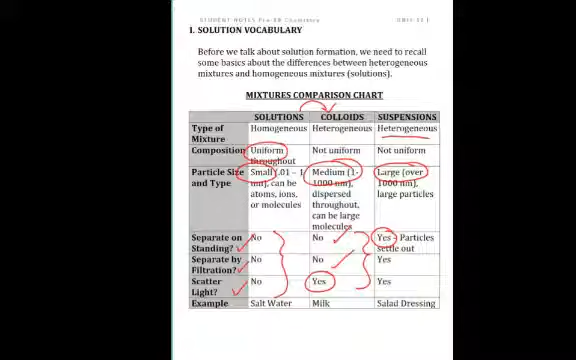 STUDENT NOTES Pre-AP Chemistry
I. SOLUTION VOCABULARY
Before we talk about solution formation, we need to recall
some basics about the differences between heterogeneous
mixtures and homogeneous mixtures (solutions).
MIXTURES COMPARISON CHART
SOLUTIONS COLLOIDS SUSPENSIONS
Type of Mixture Homogeneous Heterogeneous Heterogeneous
Composition Uniform throughout Not uniform Not uniform
Particle Size and Type Small (.01 – 1 nm), can be atoms, ions, or molecules Medium (1-1000 nm), dispersed throughout, can be large molecules Large (over 1000 nm), large particles
Separate on Standing? No No Yes – Particles settle out
Separate by Filtration? No No Yes
Scatter Light? No Yes Yes
Example Salt Water Milk Salad Dressing